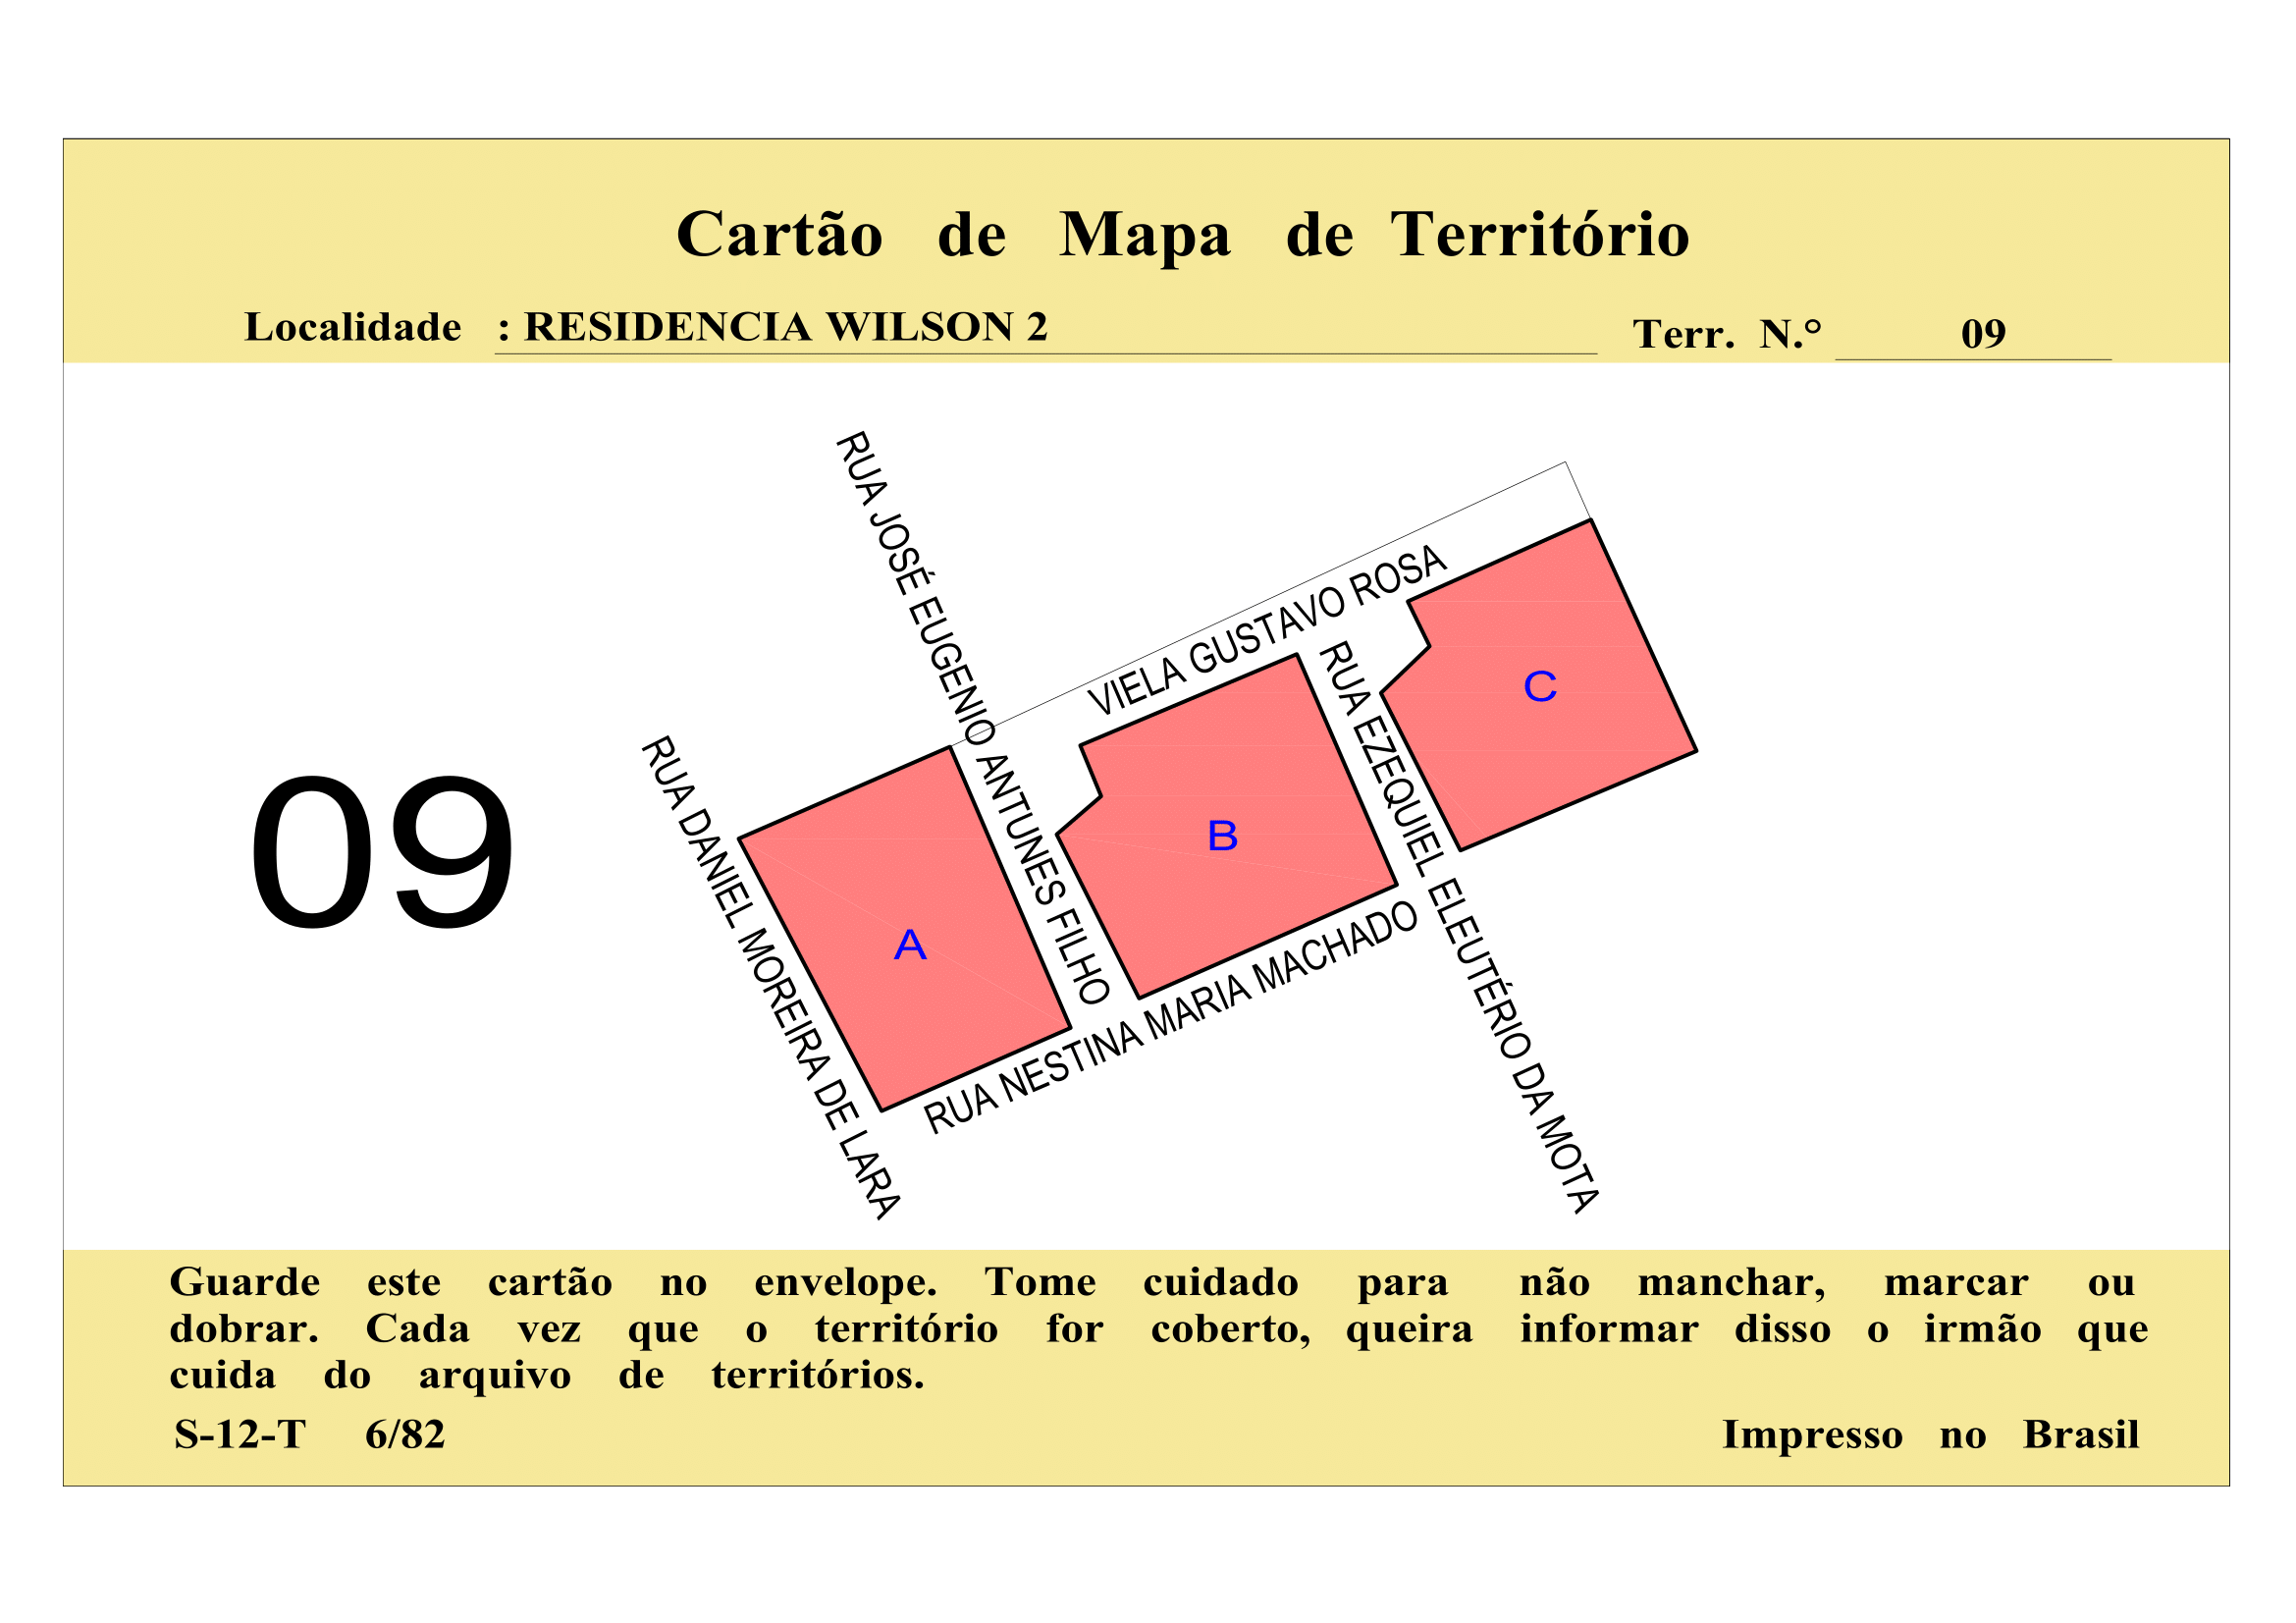 Cartão de Mapa de Território
Localidade : RESIDENCIA WILSON 2
Terr. N.° 09
RUA JOSÉ EUGENIO ANTUNES FILHO
VIELA GUSTAVO ROSA
RUA EZEQUIEL ELEUTÉRIO DA MOTA
RUA DANIEL MOREIRA DE LARA
RUA NESTINA MARIA MACHADO
09
A
B
C
Guarde este cartão no envelope. Tome cuidado para não manchar, marcar ou
dobrar. Cada vez que o território for coberto, queira informar disso o irmão que
cuida do arquivo de territórios.
S-12-T 6/82
Impresso no Brasil